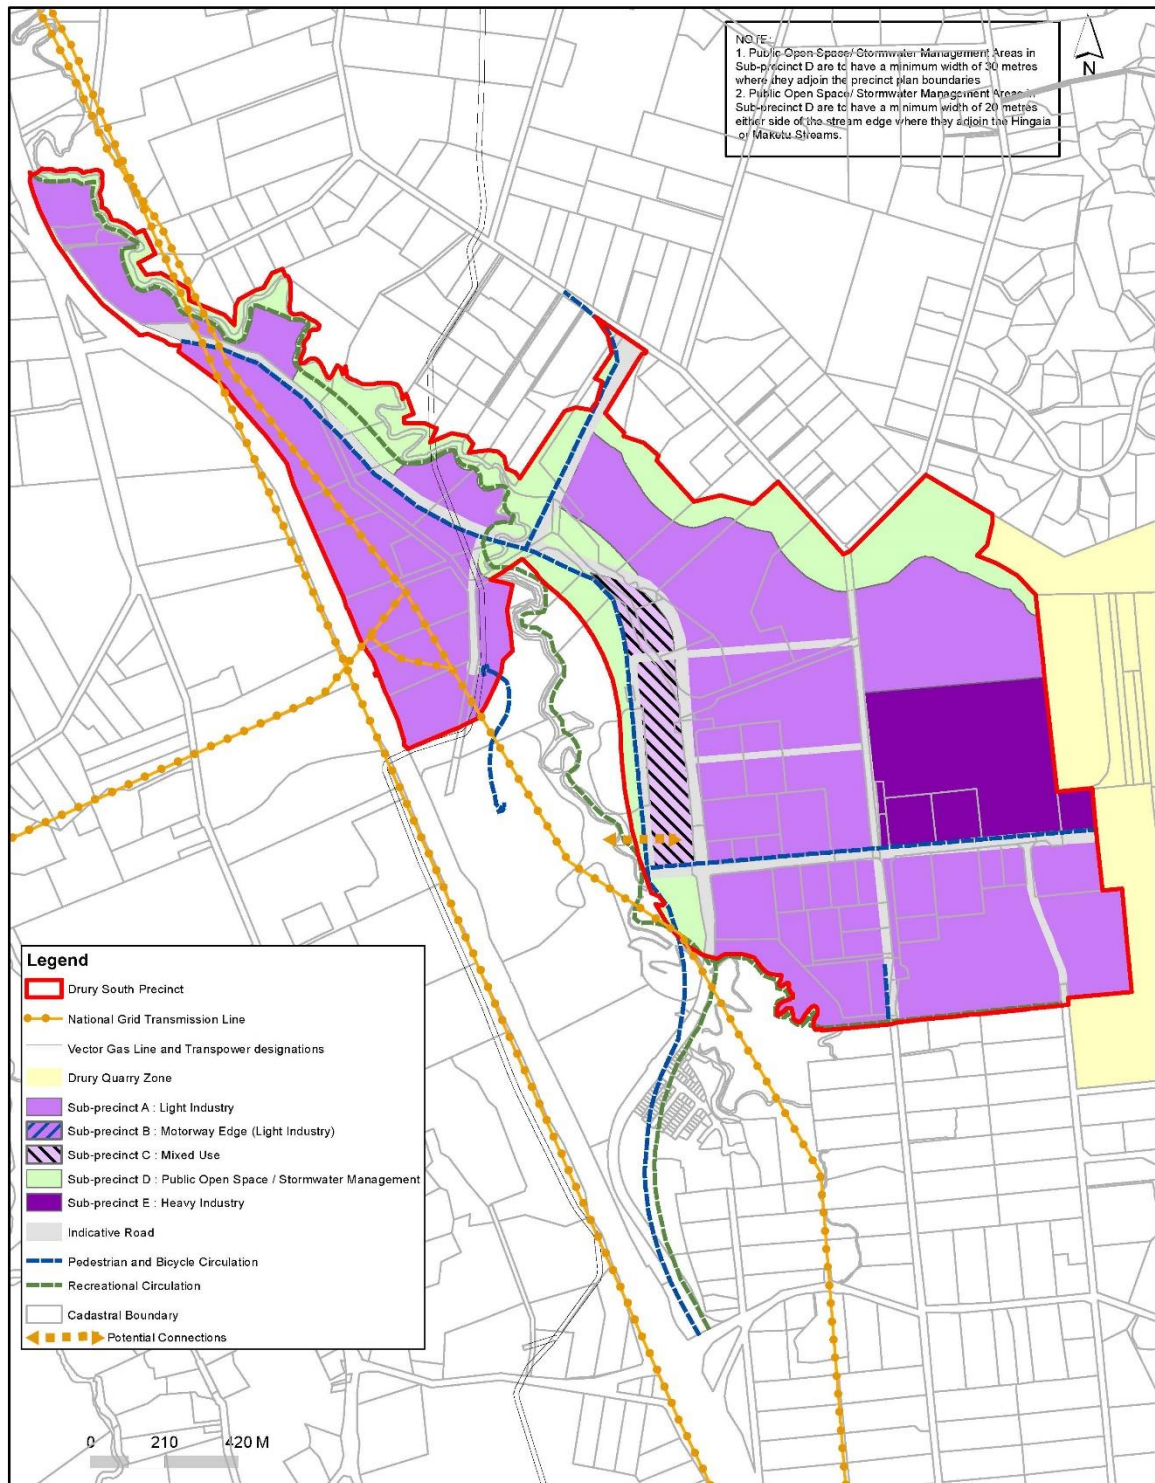 NOTE:
1. Public Open Space/ Stormwater Management Areas in
Sub-precinct D are to have a minimum width of 30 metres
where they adjoin the precinct plan boundaries
2. Public Open Space/ Stormwater Management Areas in
Sub-precinct D are to have a minimum width of 20 metres
either side of the stream edge where they adjoin the Hingaia
or Maketu Streams.
N
Legend
Drury South Precinct
National Grid Transmission Line
Vector Gas Line and Transpower designations
Drury Quarry Zone
Sub-precinct A : Light Industry
Sub-precinct B : Motorway Edge (Light Industry)
Sub-precinct C : Mixed Use
Sub-precinct D : Public Open Space / Stormwater Management
Sub-precinct E : Heavy Industry
Indicative Road
Pedestrian and Bicycle Circulation
Recreational Circulation
Cadastral Boundary
Potential Connections
0 210 420 M